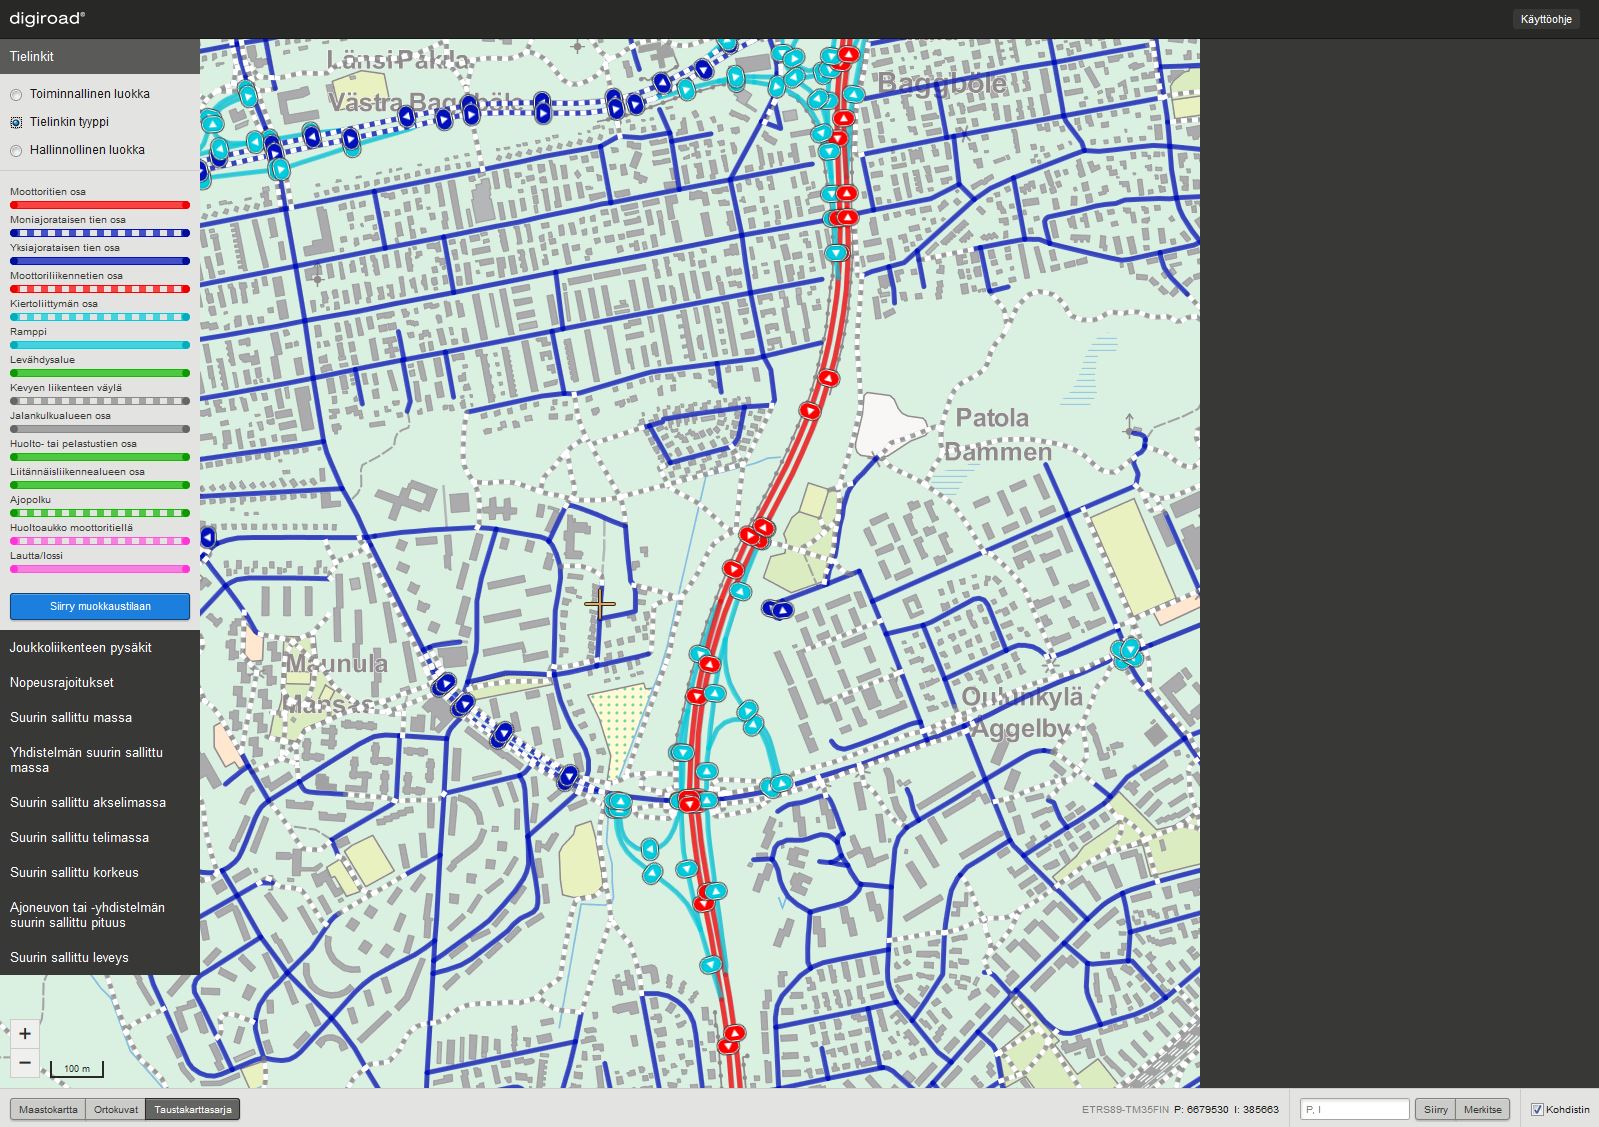 digiroad®
Käyttöohje
Tielinkit
Toiminnallinen luokka
Tielinkin tyyppi
Hallinnollinen luokka
Moottoritien osa
Moniajorataisen tien osa
Yksiajorataisen tien osa
Moottoriliikennetien osa
Kiertoliittymän osa
Ramppi
Levähdysalue
Kevyen liikenteen väylä
Jalankulkualueen osa
Huolto- tai pelastustien osa
Liitännäisliikennealueen osa
Ajopolku
Huoltoaukko moottoritiellä
Lautta/lossi
Siirry muokkaustilaan
Joukkoliikenteen pysäkit
Nopeusrajoitukset
Suurin sallittu massa
Yhdistelmän suurin sallittu
massa
Suurin sallittu akselimassa
Suurin sallittu telimassa
Suurin sallittu korkeus
Ajoneuvon tai -yhdistelmän
suurin sallittu pituus
Suurin sallittu leveys
Länsi-Pakila
Västra Baggböle
Baggböle
Patola
Dammen
Maunula
Månsas
Oulunkylä
Åggelby
+
−
100 m
Maastokartta
Ortokuvat
Taustakarttasarja
ETRS89-TM35FIN P: 6679530 I: 385663
P, I
Siirry
Merkitse
Kohdistin